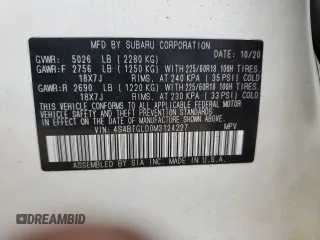 MFD. BY SUBARU CORPORATION DATE 10/20
GVWR: 5026 LB (2280 KG)
GAWR:F 2756 LB (1250 KG) WITH 225/60R18 100H TIRES,
18X7J RIMS, AT 240 KPA (35 PSI) COLD
GAWR:R 2690 LB (1220 KG) WITH 225/60R18 100H TIRES,
18X7J RIMS, AT 230 KPA (33 PSI) COLD
THIS VEHICLE CONFORMS TO ALL APPLICABLE FEDERAL
MOTOR VEHICLE SAFETY, BUMPER, AND THEFT PREVENTION
STANDARDS IN EFFECT ON THE DATE OF MANUFACTURE
SHOWN ABOVE.
VIN: 4S4BTGLD0M3124227 MPV
ASSEMBLED BY SIA INC. MADE IN U.S.A.
DREAMBID